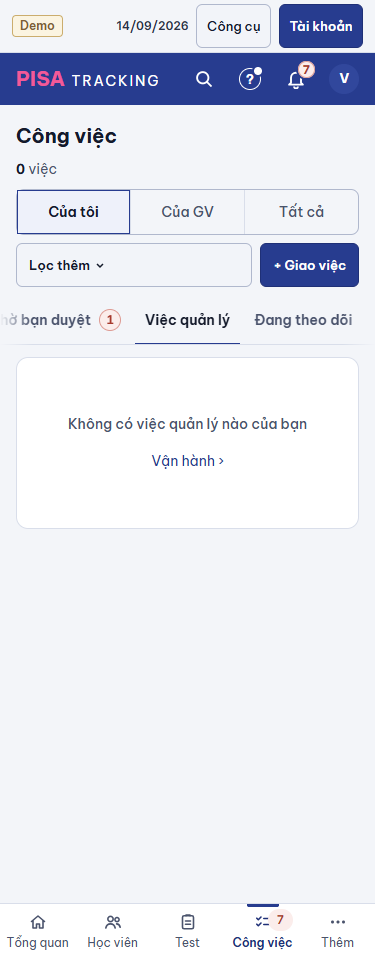 Demo 14/09/2026 Công cụ Tài khoản
PISA TRACKING ? 7 V
Công việc
0 việc
Của tôi Của GV Tất cả
Lọc thêm + Giao việc
bạn duyệt 1 Việc quản lý Đang theo dõi
Không có việc quản lý nào của bạn
Vận hành ›
7
Tổng quan Học viên Test Công việc Thêm